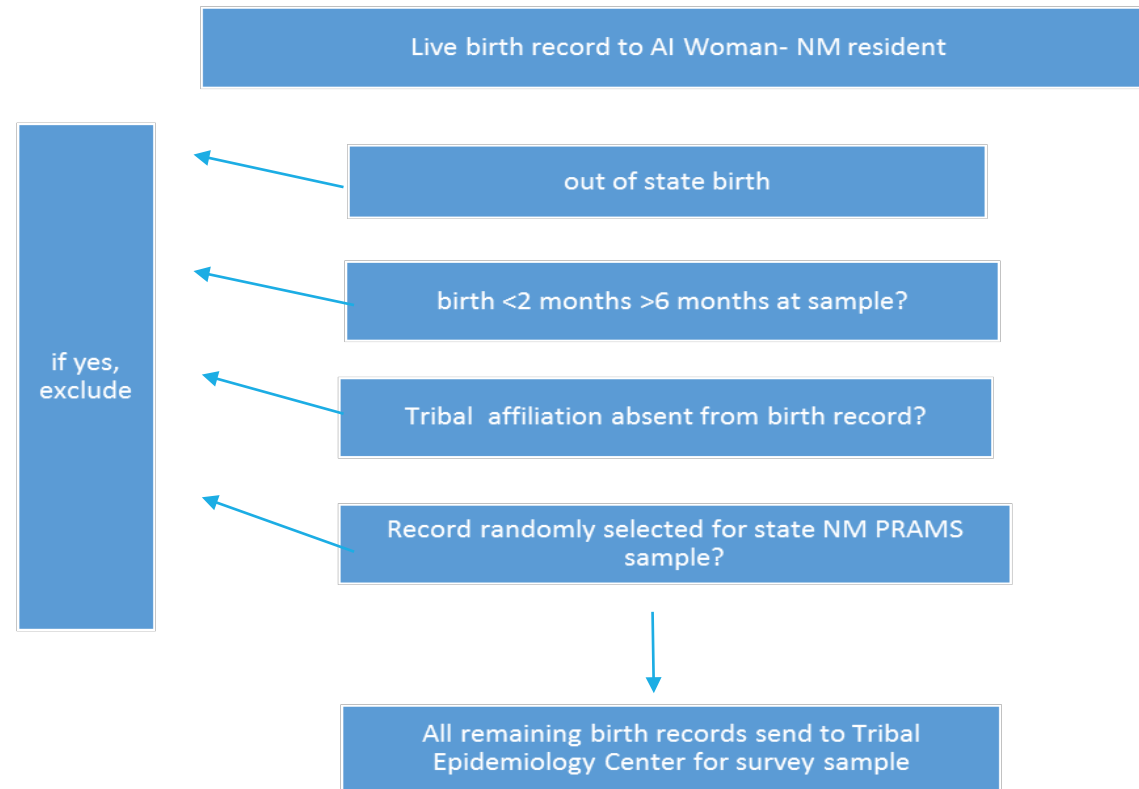 Live birth record to AI Woman- NM resident
out of state birth
birth <2 months >6 months at sample?
if yes,
exclude
Tribal  affiliation absent from birth record?
Record randomly selected for state NM PRAMS
sample?
All remaining birth records send to Tribal
Epidemiology Center for survey sample